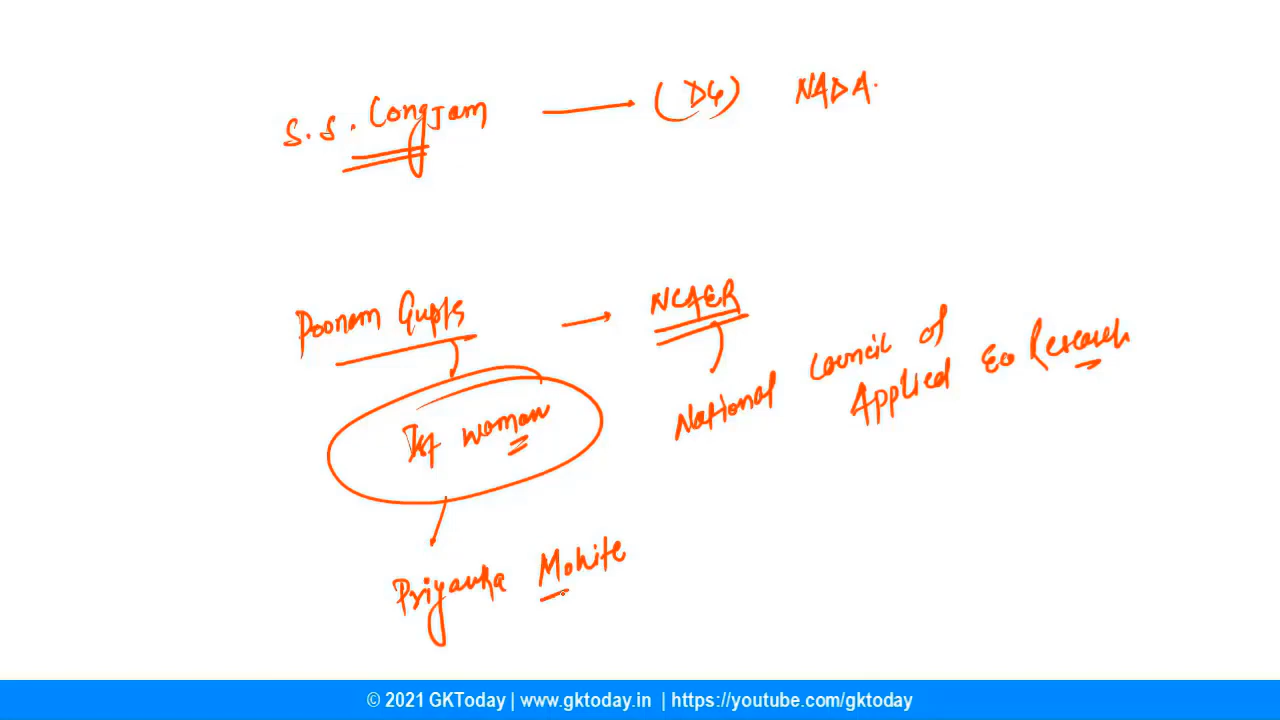 S.S. Congjam → (DG) NADA.
Poonam Gupta → NCAER
National Council of
Applied Eco Research
Ist woman
Priyanka Mohite
© 2021 GKToday | www.gktoday.in | https://youtube.com/gktoday